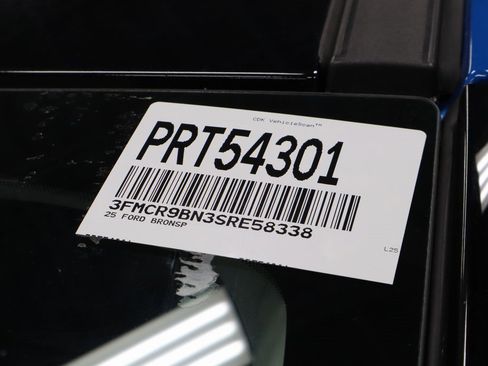 CDK VehicleScan™
PRT54301
3FMCR9BN3SRE58338
25 FORD BRONSP
L25